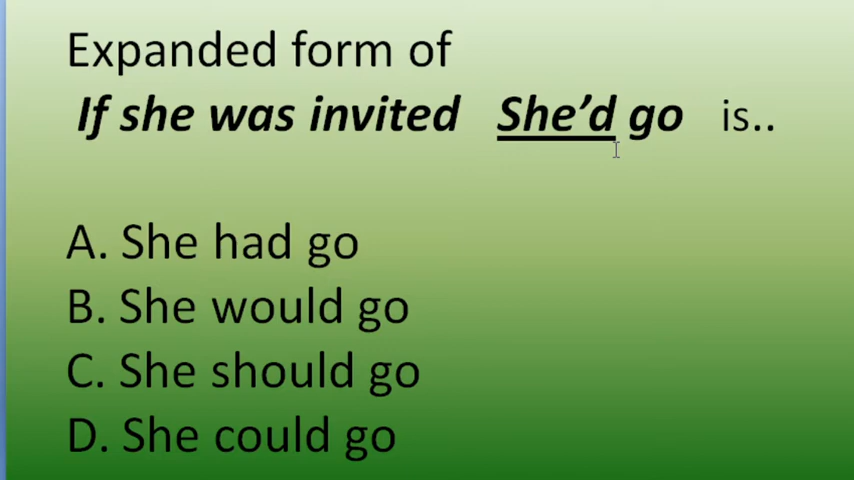 Expanded form of
If she was invited She’d go is..
A. She had go
B. She would go
C. She should go
D. She could go